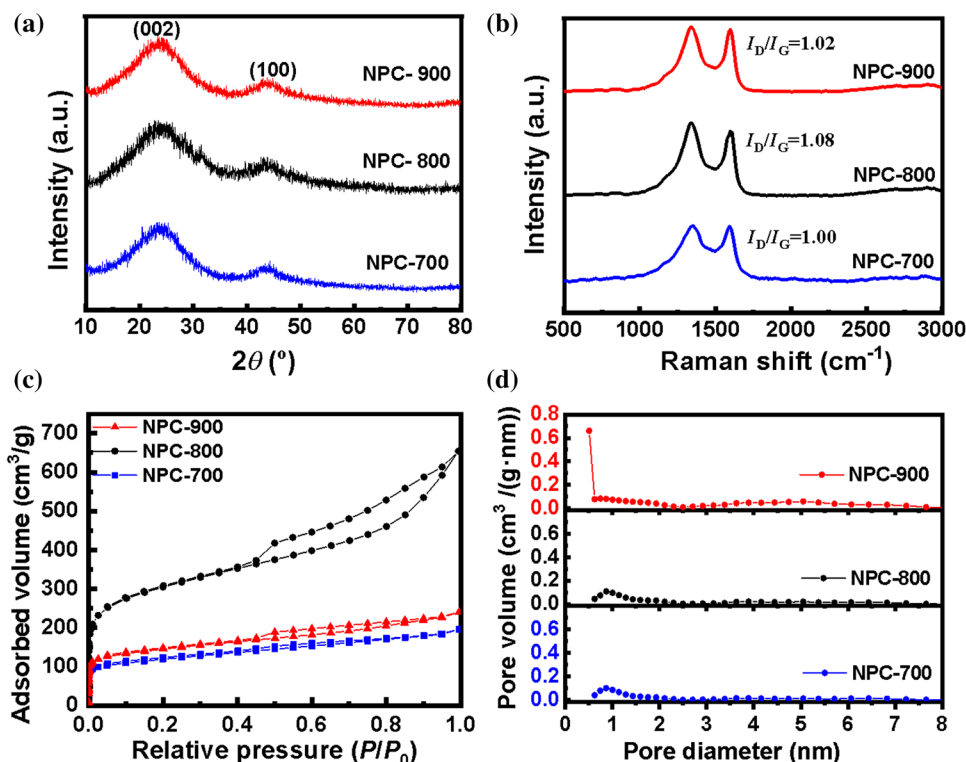 (a)
(002)
(100)
NPC- 900
NPC- 800
NPC-700
Intensity (a.u.)
10 20 30 40 50 60 70 80
2θ (º)
(b)
I_D/I_G=1.02
NPC-900
I_D/I_G=1.08
NPC-800
I_D/I_G=1.00
NPC-700
Intensity (a.u.)
500 1000 1500 2000 2500 3000
Raman shift (cm⁻¹)
(c)
NPC-900
NPC-800
NPC-700
700
600
500
400
300
200
100
0
Adsorbed volume (cm³/g)
0.0 0.2 0.4 0.6 0.8 1.0
Relative pressure (P/P₀)
(d)
0.8
0.6
0.4
0.2
0.0
NPC-900
0.6
0.4
0.2
0.0
NPC-800
0.6
0.4
0.2
0.0
NPC-700
Pore volume (cm³ /(g·nm))
0 1 2 3 4 5 6 7 8
Pore diameter (nm)